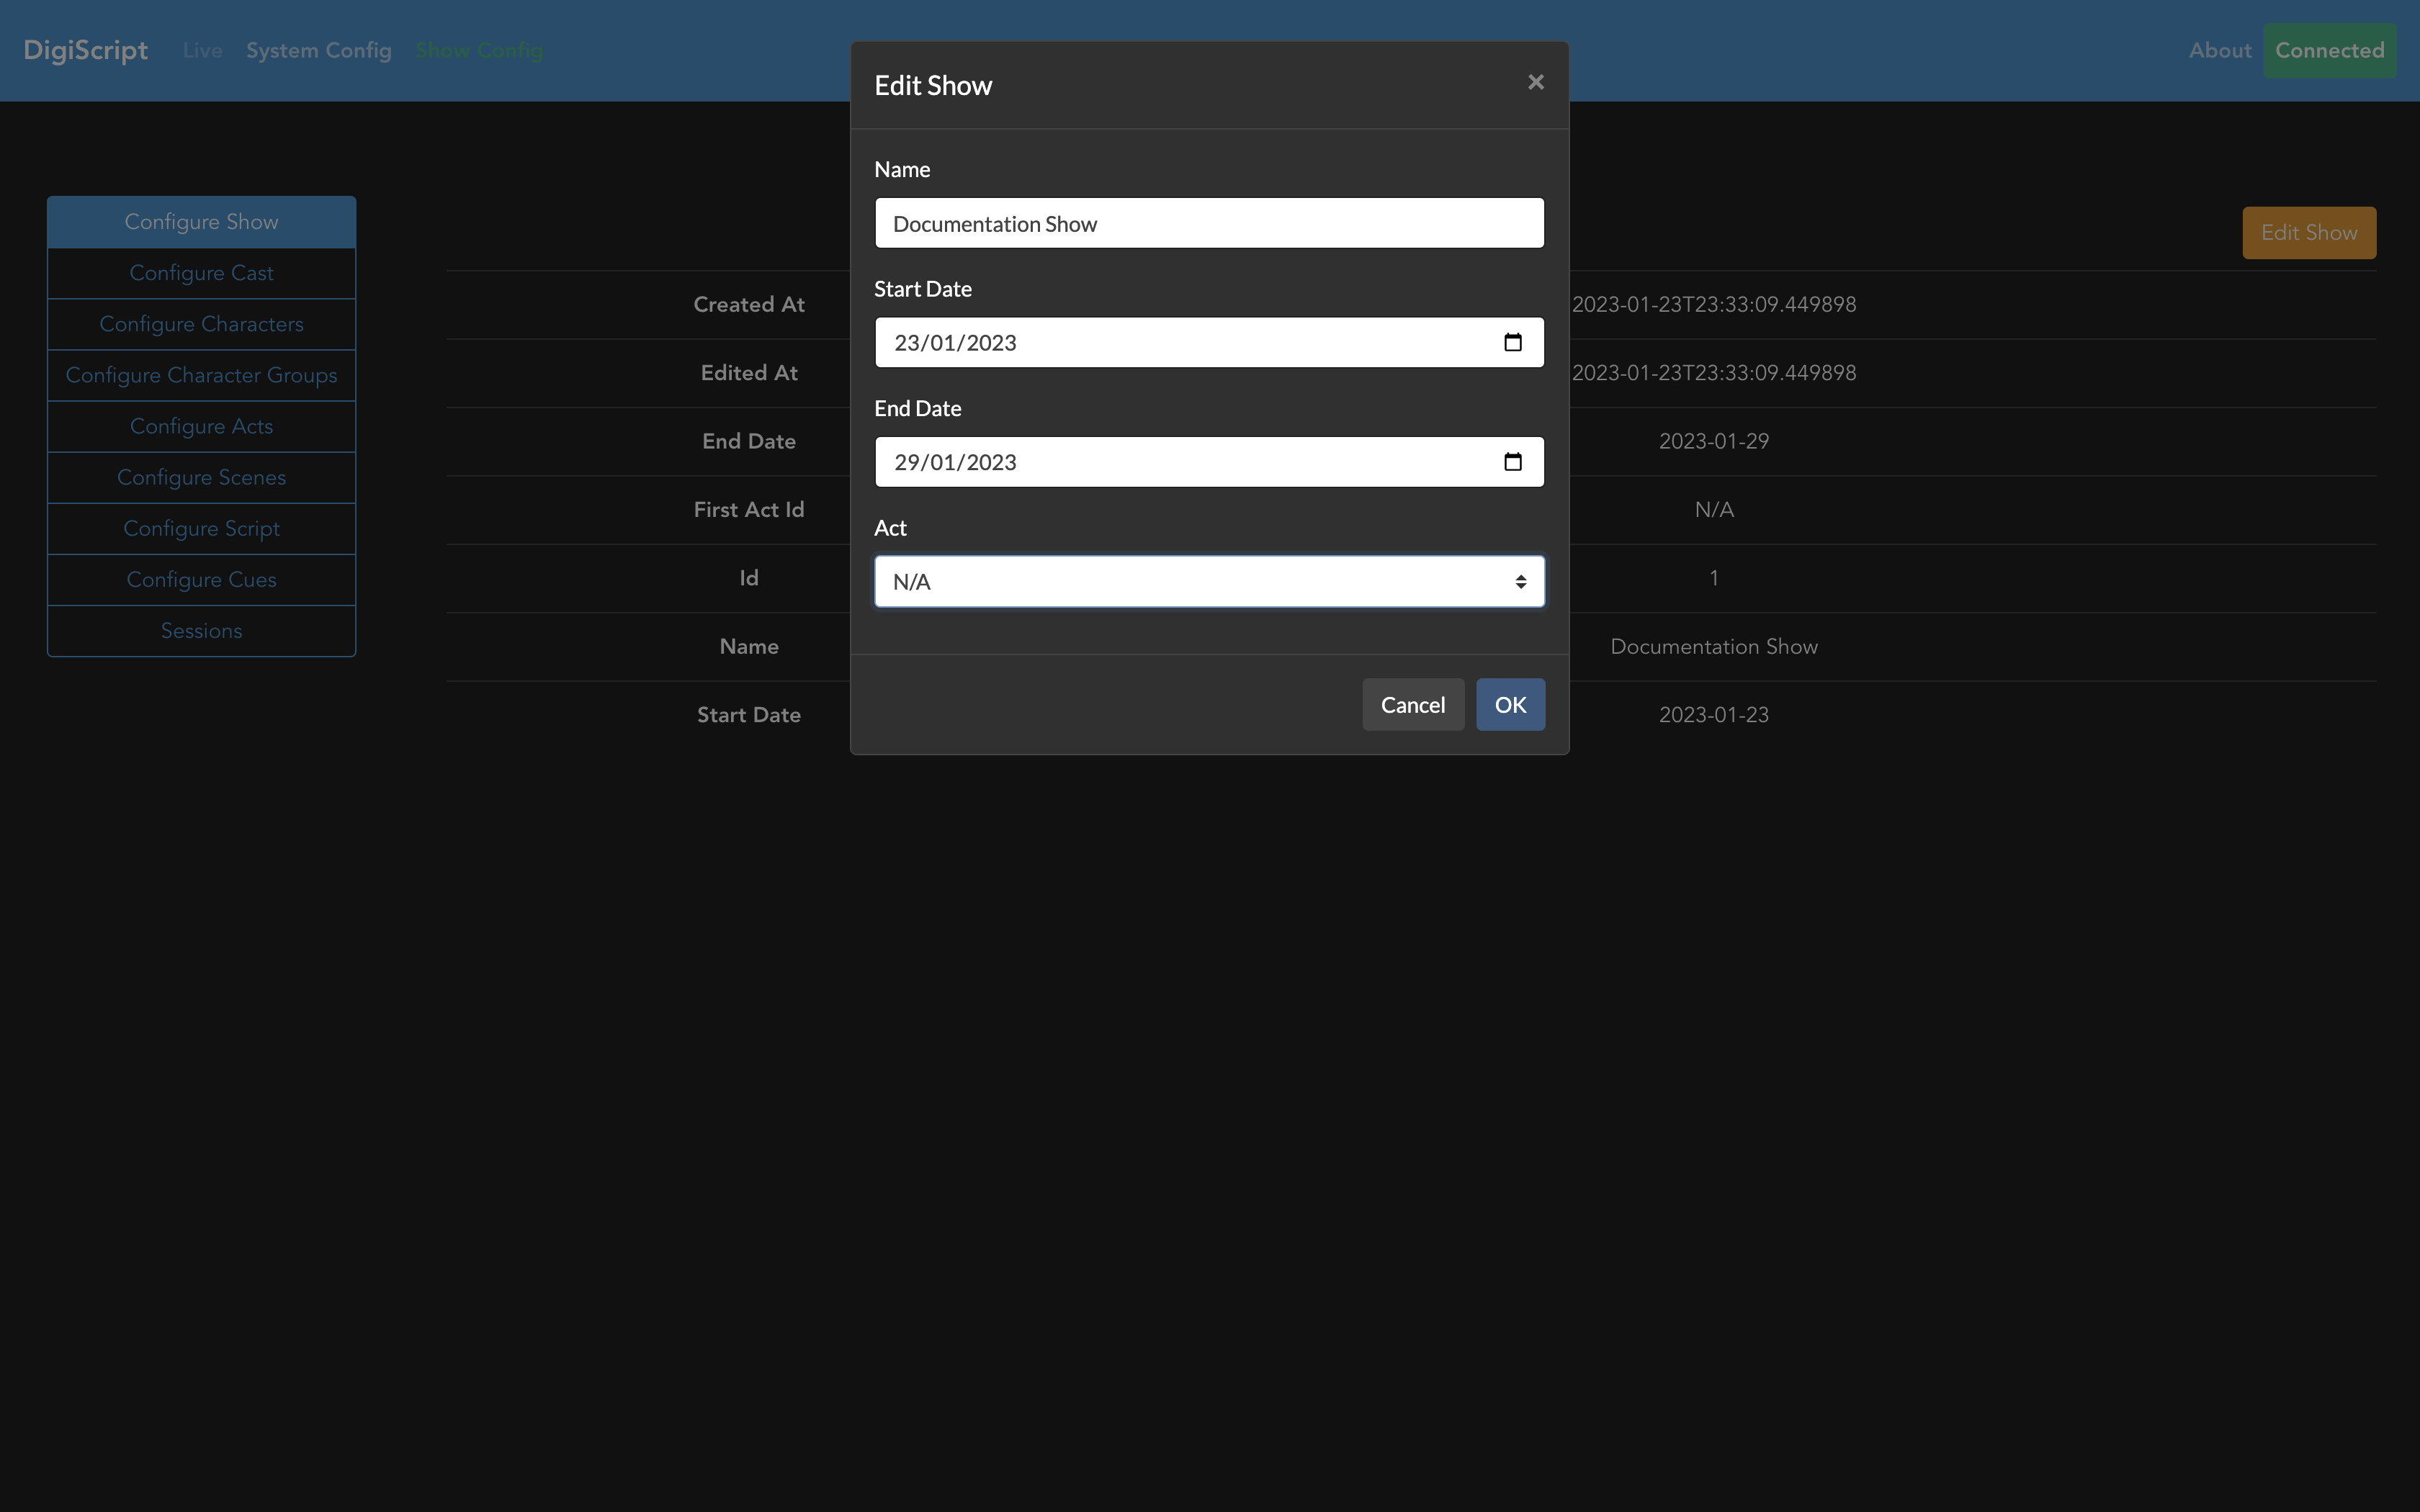 DigiScript Live System Config Show Config About Connected
Edit Show ×
Name
Documentation Show
Start Date
23/01/2023
End Date
29/01/2023
Act
N/A
Cancel OK
Configure Show
Configure Cast
Configure Characters
Configure Character Groups
Configure Acts
Configure Scenes
Configure Script
Configure Cues
Sessions
Edit Show
Created At 2023-01-23T23:33:09.449898
Edited At 2023-01-23T23:33:09.449898
End Date 2023-01-29
First Act Id N/A
Id 1
Name Documentation Show
Start Date 2023-01-23